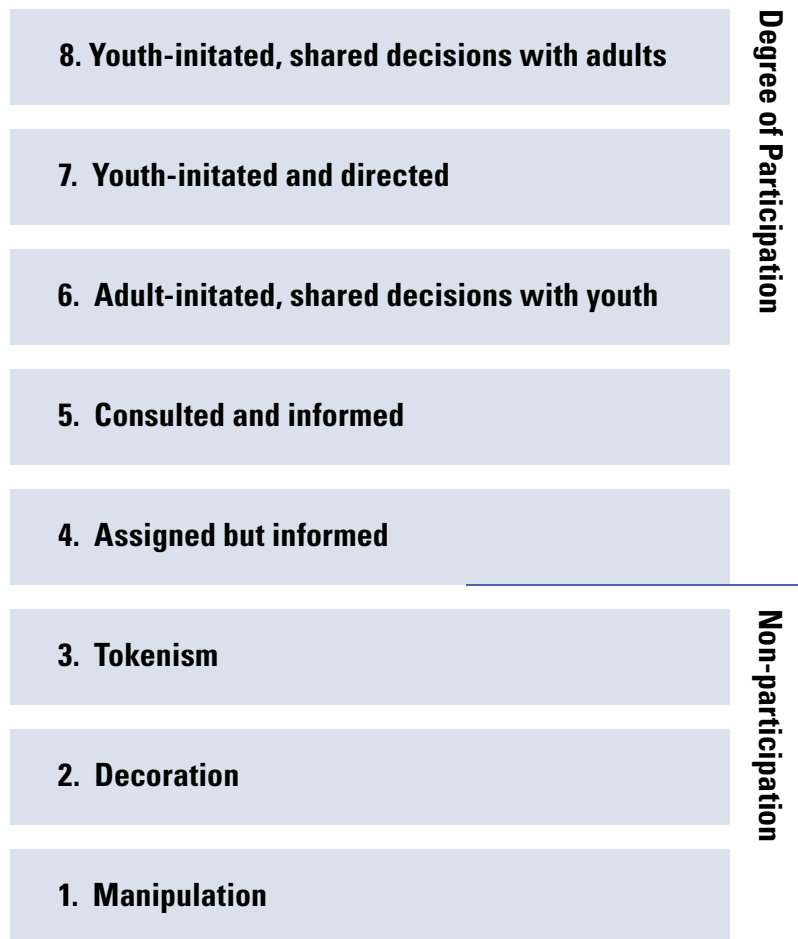 8. Youth-initated, shared decisions with adults
7. Youth-initated and directed
6. Adult-initated, shared decisions with youth
5. Consulted and informed
4. Assigned but informed
3. Tokenism
2. Decoration
1. Manipulation
Degree of Participation
Non-participation